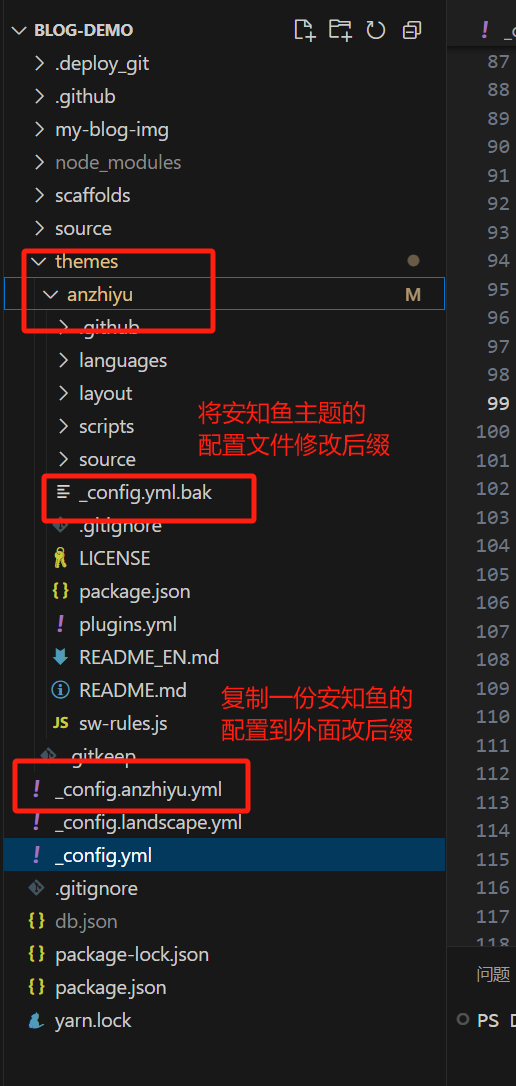 BLOG-DEMO
.deploy_git
.github
my-blog-img
node_modules
scaffolds
source
themes
anzhiyu M
.github
languages
layout
scripts
source
将安知鱼主题的
配置文件修改后缀
_config.yml.bak
.gitignore
LICENSE
package.json
plugins.yml
README_EN.md
README.md
sw-rules.js
复制一份安知鱼的
配置到外面改后缀
.gitkeep
_config.anzhiyu.yml
_config.landscape.yml
_config.yml
.gitignore
db.json
package-lock.json
package.json
yarn.lock
87
88
89
90
91
92
93
94
95
96
97
98
99
100
101
102
103
104
105
106
107
108
109
110
111
112
113
114
115
116
117
118
问题
PS